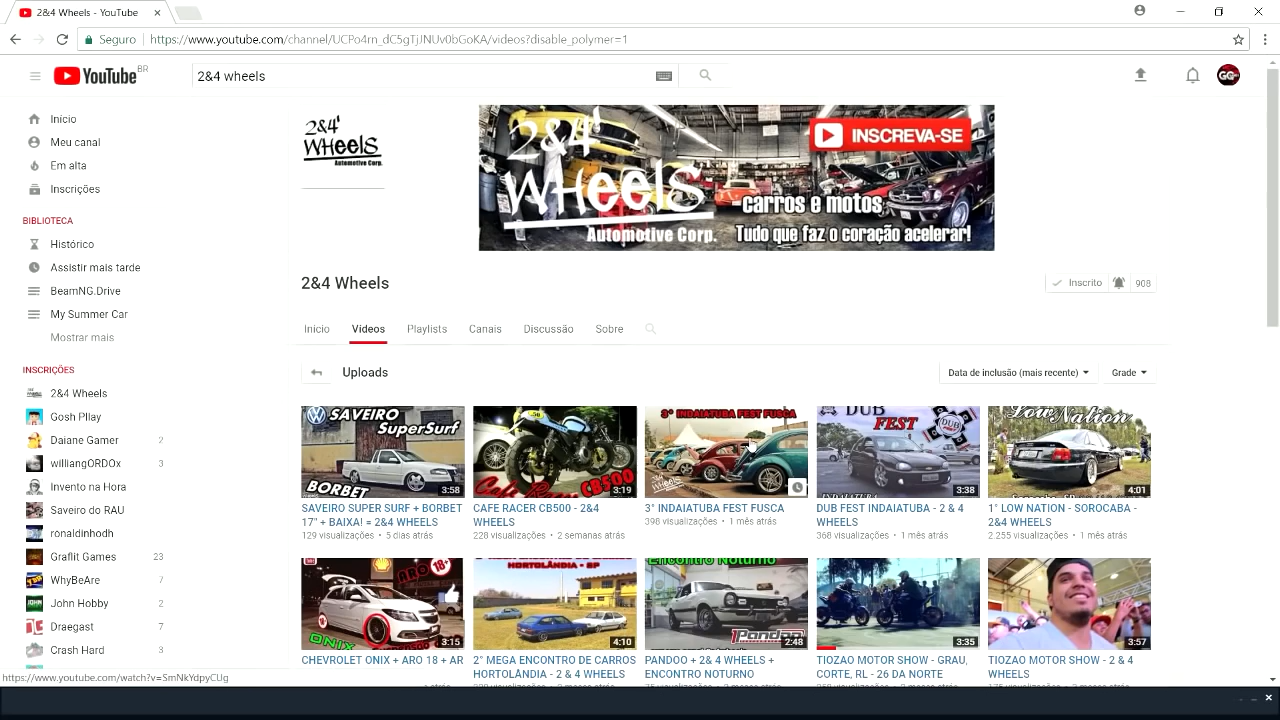 2&4 Wheels - YouTube
Seguro
https://www.youtube.com/channel/UCPo4rn_dC5gTjJNUv0bGoKA/videos?disable_polymer=1
YouTube BR
2&4 wheels
GG
Início
Meu canal
Em alta
Inscrições
BIBLIOTECA
Histórico
Assistir mais tarde
BeamNG.Drive
My Summer Car
Mostrar mais
INSCRIÇÕES
2&4 Wheels
Gosh Pllay
Daiane Gamer 2
willliangORDOx 3
Invento na Hora
Saveiro do RAU
ronaldinhodh
Graflit Games 23
WhyBeAre 7
John Hobby 2
Draegast 7
3
https://www.youtube.com/watch?v=SmNkYdpyCUg
2&4' WHeelS
Automotive Corp.
2&4' WHeelS
Automotive Corp.
INSCREVA-SE
carros e motos,
Tudo que faz o coração acelerar!
2&4 Wheels
Inscrito 908
Início Vídeos Playlists Canais Discussão Sobre
Uploads
Data de inclusão (mais recente) Grade
SAVEIRO
SuperSurf
BORBET
3:58
SAVEIRO SUPER SURF + BORBET
17" + BAIXA! = 2&4 WHEELS
129 visualizações • 5 dias atrás
Cafe Racer CB500
3:19
CAFE RACER CB500 - 2&4
WHEELS
228 visualizações • 2 semanas atrás
3° INDAIATUBA FEST FUSCA
3° INDAIATUBA FEST FUSCA
398 visualizações • 1 mês atrás
DUB
FEST
INDAIATUBA
3:38
DUB FEST INDAIATUBA - 2 & 4
WHEELS
368 visualizações • 1 mês atrás
Low Nation
4:01
1° LOW NATION - SOROCABA -
2&4 WHEELS
2.255 visualizações • 1 mês atrás
ARO 18+
ONIX
3:15
CHEVROLET ONIX + ARO 18 + AR
HORTOLÂNDIA - SP
4:10
2° MEGA ENCONTRO DE CARROS
HORTOLÂNDIA - 2 & 4 WHEELS
Encontro Noturno
Pandoo
2:48
PANDOO + 2& 4 WHEELS +
ENCONTRO NOTURNO
3:35
TIOZAO MOTOR SHOW - GRAU,
CORTE, RL - 26 DA NORTE
3:57
TIOZAO MOTOR SHOW - 2 & 4
WHEELS